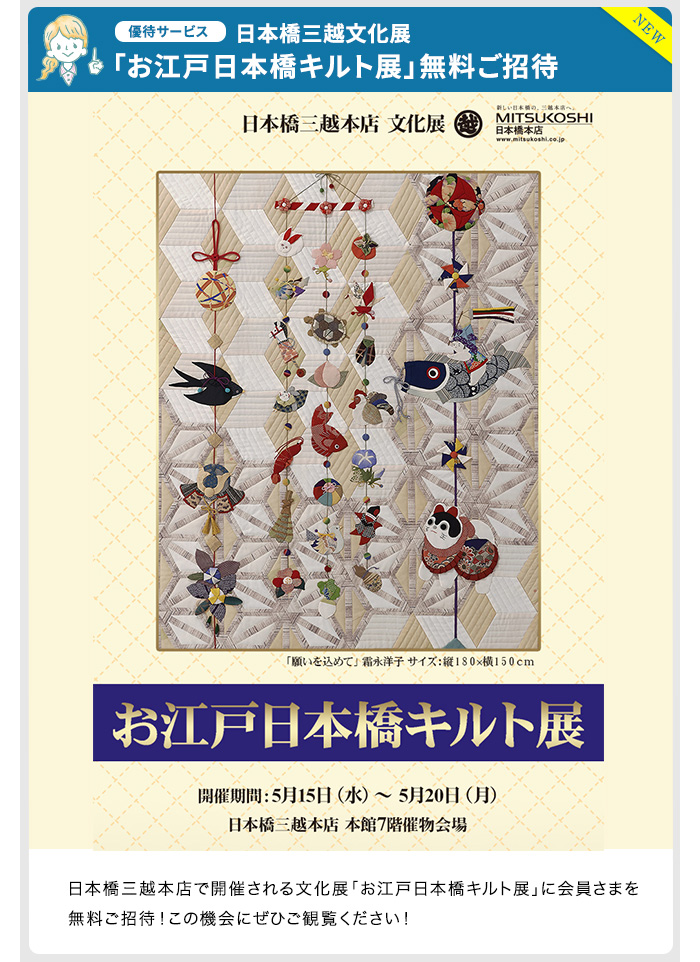 優待サービス 日本橋三越文化展
「お江戸日本橋キルト展」無料ご招待
NEW
日本橋三越本店 文化展
越
新しい日本橋の、三越本店へ。
MITSUKOSHI
日本橋本店
www.mitsukoshi.co.jp
「願いを込めて」 霜永洋子 サイズ：縦180×横150cm
お江戸日本橋キルト展
開催期間：5月15日（水）～ 5月20日（月）
日本橋三越本店 本館7階催物会場
日本橋三越本店で開催される文化展「お江戸日本橋キルト展」に会員さまを
無料ご招待！この機会にぜひご観覧ください！